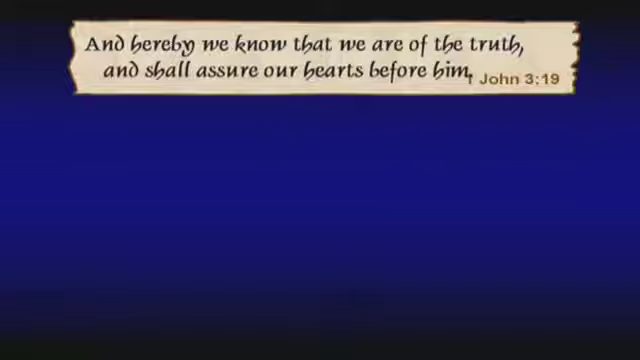 And hereby we know that we are of the truth,
and shall assure our hearts before him.
1 John 3:19